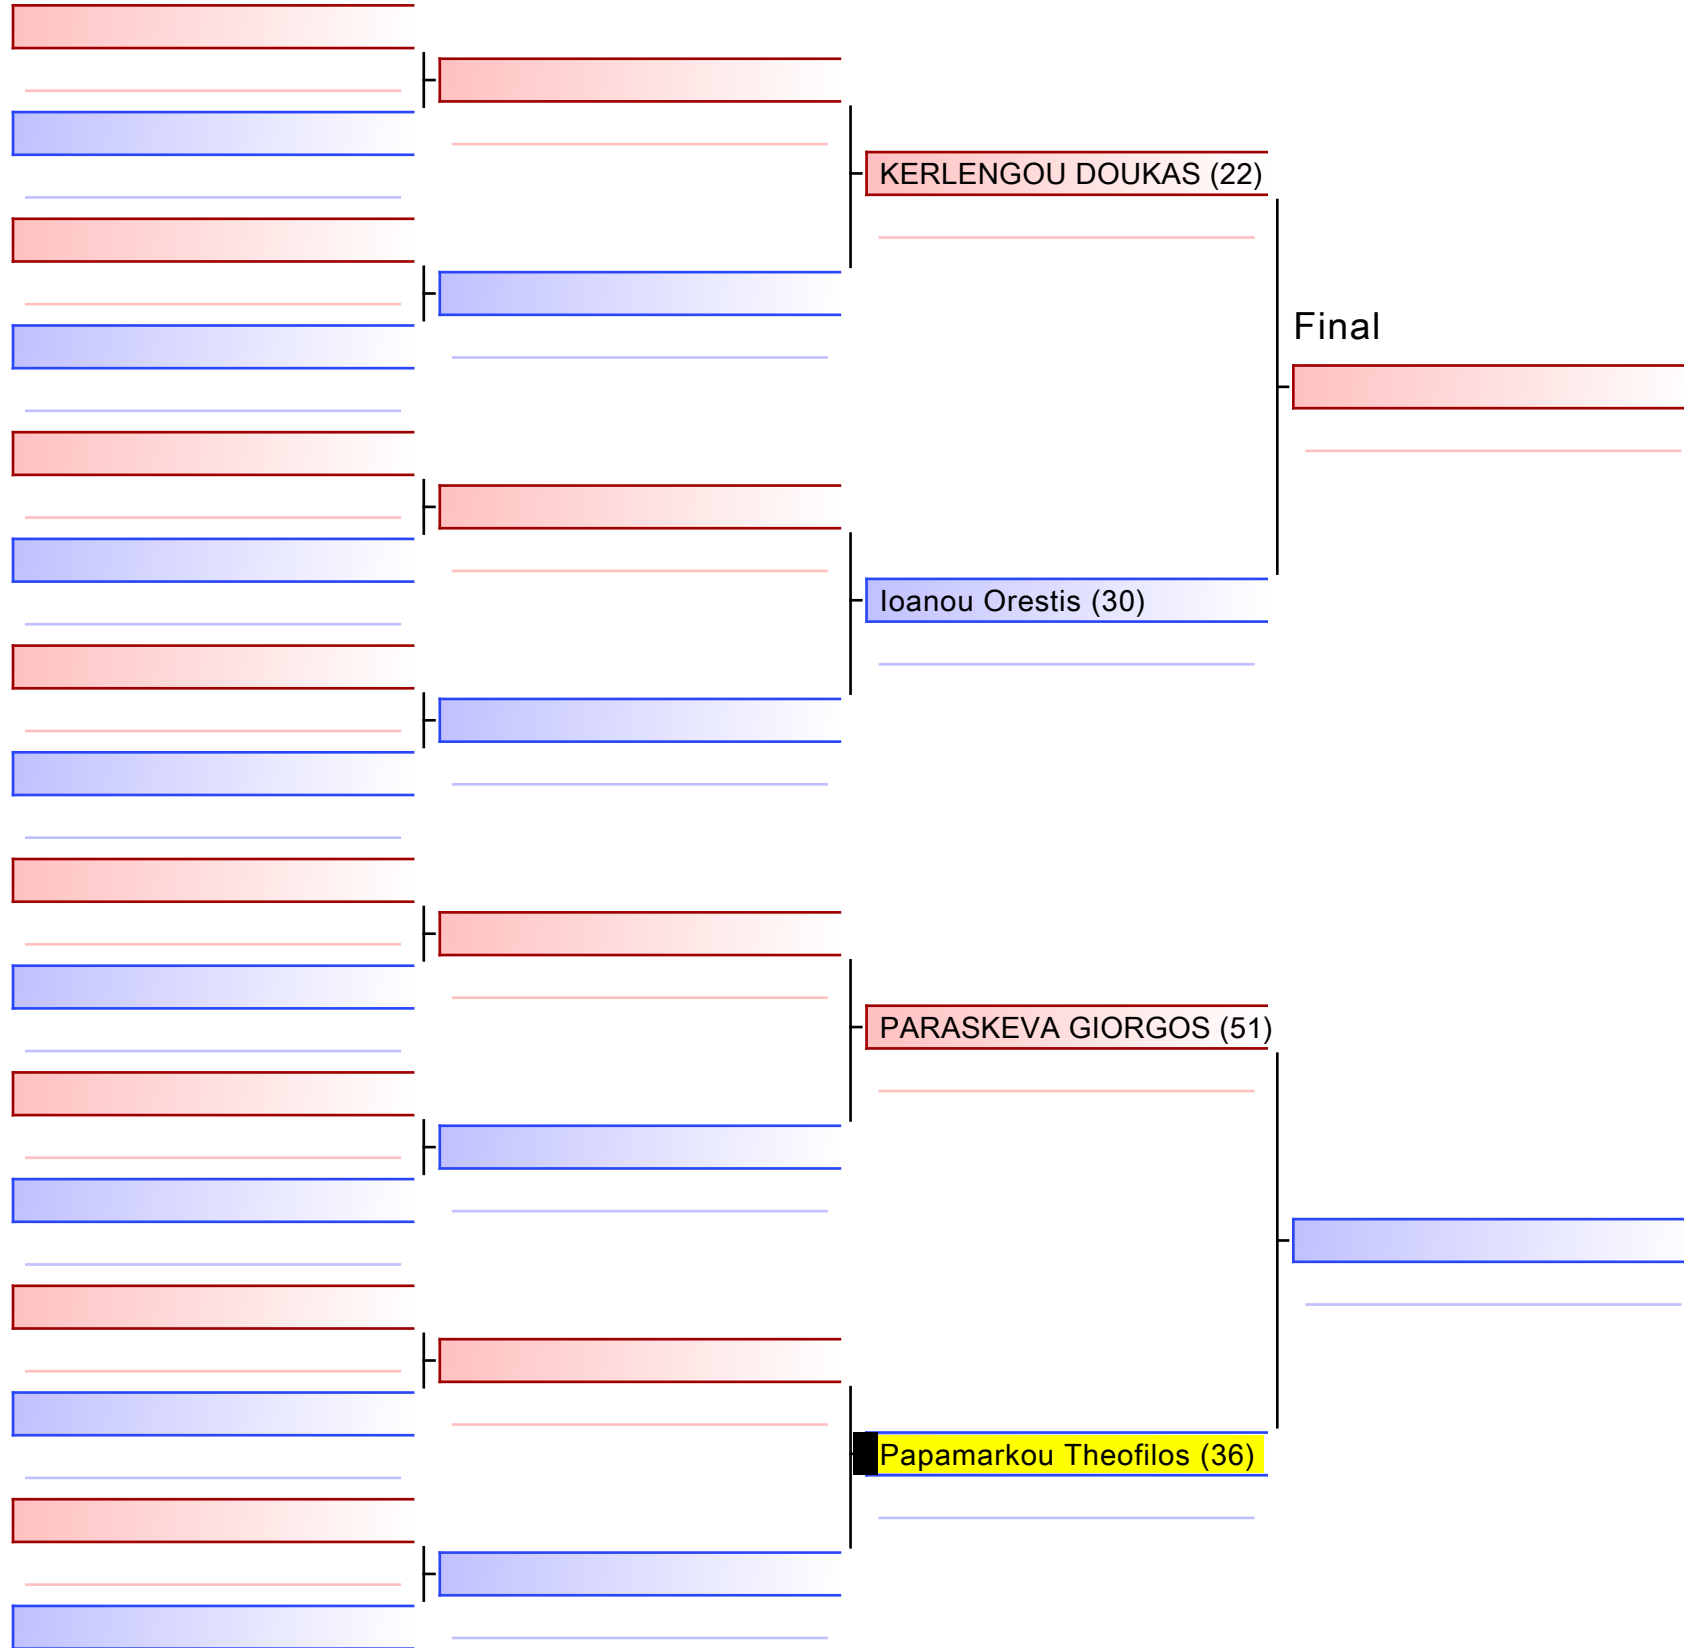 KERLENGOU DOUKAS (22)
Final
Ioanou Orestis (30)
PARASKEVA GIORGOS (51)
Papamarkou Theofilos (36)